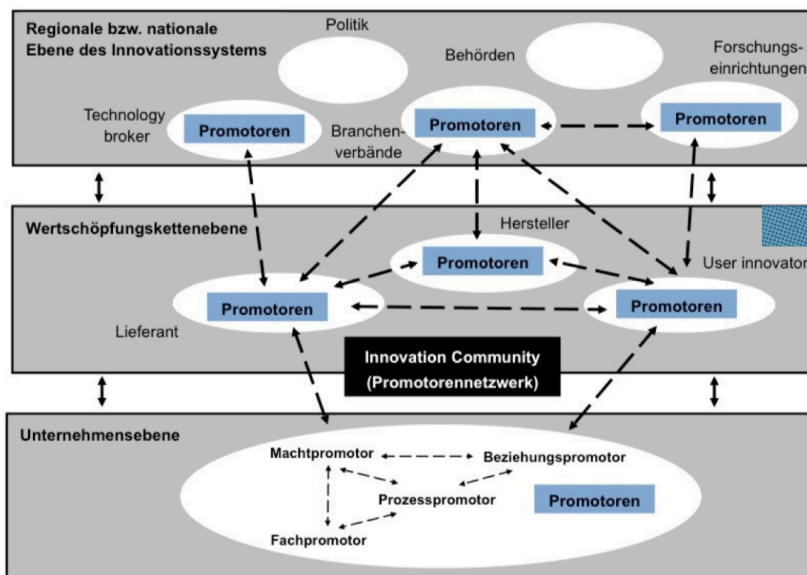 Regionale bzw. nationale
Ebene des Innovationssystems
Politik
Behörden
Forschungs-
einrichtungen
Technology
broker
Promotoren
Branchen-
verbände
Promotoren
Promotoren
Wertschöpfungskettenebene
Hersteller
Promotoren
User innovator
Promotoren
Promotoren
Lieferant
Innovation Community
(Promotorennetzwerk)
Unternehmensebene
Machtpromotor
Beziehungspromotor
Prozesspromotor
Promotoren
Fachpromotor